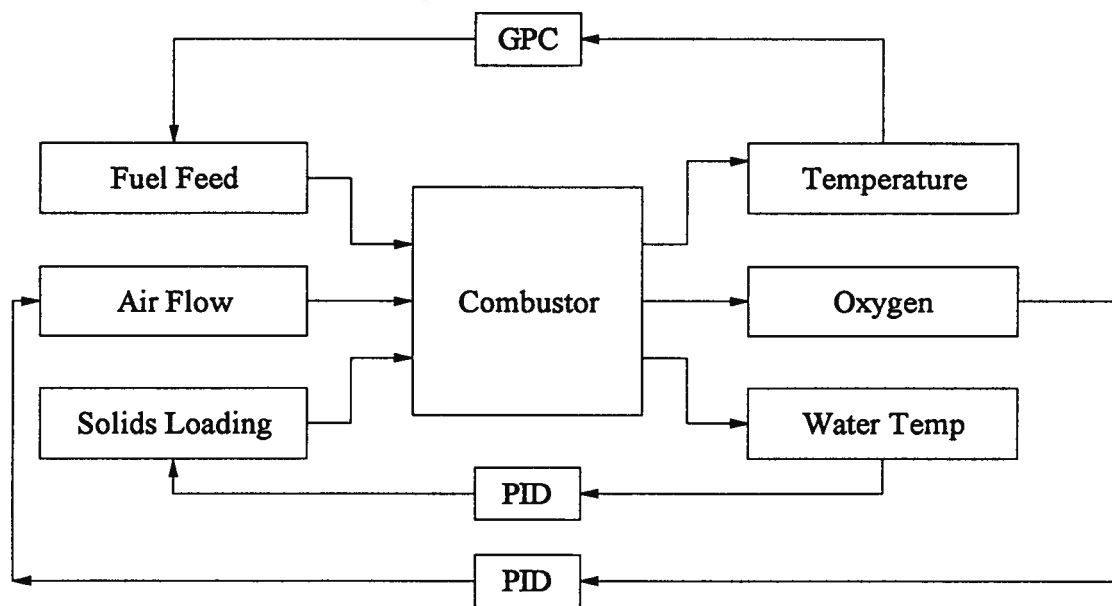 GPC
Fuel Feed
Temperature
Air Flow
Combustor
Oxygen
Solids Loading
Water Temp
PID
PID